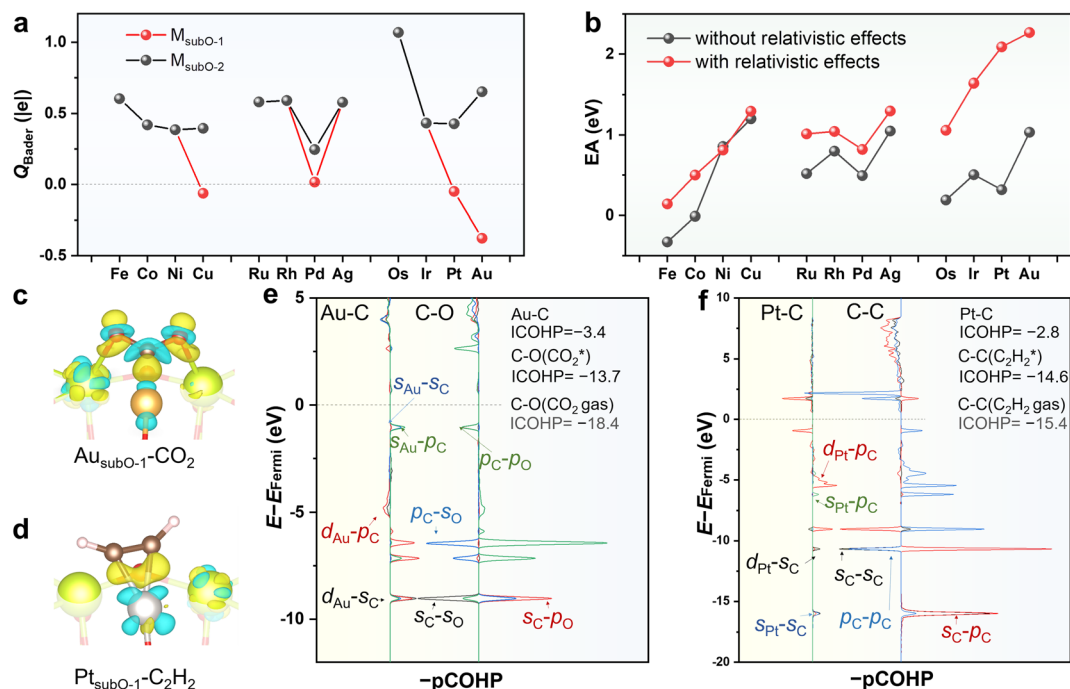 a
M_subO-1
M_subO-2
Q_Bader (|e|)
1.0
0.5
0.0
-0.5
Fe Co Ni Cu Ru Rh Pd Ag Os Ir Pt Au
b
without relativistic effects
with relativistic effects
EA (eV)
2
1
0
Fe Co Ni Cu Ru Rh Pd Ag Os Ir Pt Au
c
Au_subO-1-CO₂
d
Pt_subO-1-C₂H₂
e
E−E_Fermi (eV)
5
0
-5
-10
Au-C
C-O
Au-C
ICOHP= −3.4
C-O(CO₂*)
ICOHP= −13.7
C-O(CO₂ gas)
ICOHP= −18.4
s_Au-s_C
s_Au-p_C
p_C-p_O
d_Au-p_C
p_C-s_O
d_Au-s_C
s_C-s_O
s_C-p_O
−pCOHP
f
E−E_Fermi (eV)
10
5
0
-5
-10
-15
-20
Pt-C
C-C
Pt-C
ICOHP= −2.8
C-C(C₂H₂*)
ICOHP= −14.6
C-C(C₂H₂ gas)
ICOHP= −15.4
d_Pt-p_C
s_Pt-p_C
d_Pt-s_C
s_C-s_C
s_Pt-s_C
p_C-p_C
s_C-p_C
−pCOHP